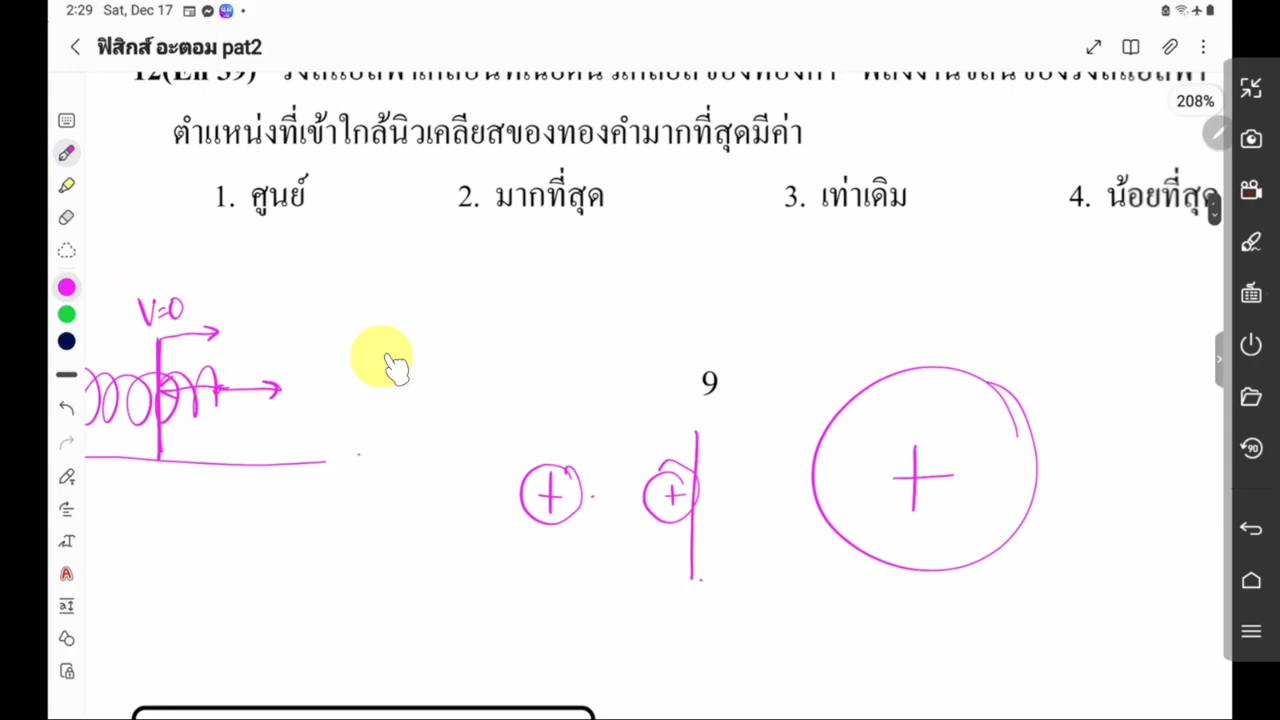 2:29 Sat, Dec 17
ฟิสิกส์ อะตอม pat2
208%
12(En 39)
ตำแหน่งที่เข้าใกล้นิวเคลียสของทองคำมากที่สุดมีค่า
1. ศูนย์ 2. มากที่สุด 3. เท่าเดิม 4. น้อยที่สุด
V=0
9
+ + +